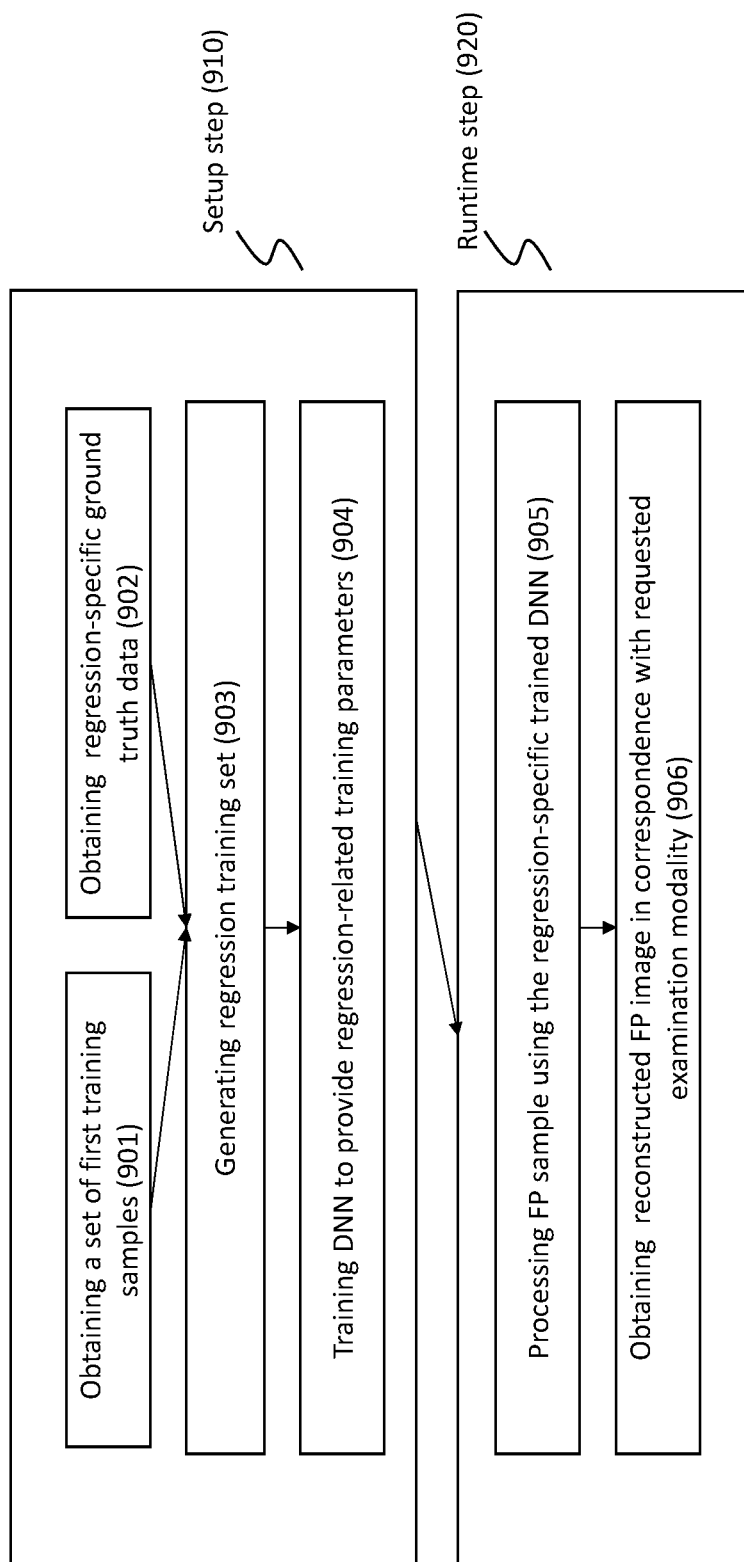 Setup step (910)
Obtaining a set of first training
samples (901)
Obtaining regression-specific ground
truth data (902)
Generating regression training set (903)
Training DNN to provide regression-related training parameters (904)
Runtime step (920)
Processing FP sample using the regression-specific trained DNN (905)
Obtaining reconstructed FP image in correspondence with requested
examination modality (906)